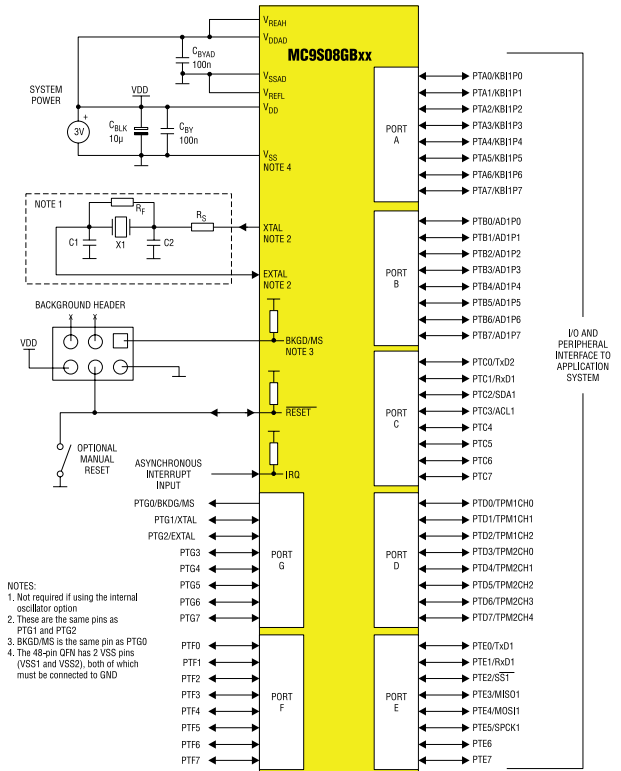 MC9S08GBxx
VREAH
VDDAD
CBYAD
100n
VSSAD
VREFL
SYSTEM
POWER
VDD
VDD
+
3V
CBLK
10µ
CBY
100n
VSS
NOTE 4
NOTE 1
RF
RS
C1
X1
C2
XTAL
NOTE 2
EXTAL
NOTE 2
BACKGROUND HEADER
x x
VDD
BKGD/MS
NOTE 3
RESET
OPTIONAL
MANUAL
RESET
ASYNCHRONOUS
INTERRUPT
INPUT
IRQ
PTG0/BKDG/MS
PTG1/XTAL
PTG2/EXTAL
PTG3
PTG4
PTG5
PTG6
PTG7
PORT
G
PTF0
PTF1
PTF2
PTF3
PTF4
PTF5
PTF6
PTF7
PORT
F
NOTES:
1. Not required if using the internal
oscillator option
2. These are the same pins as
PTG1 and PTG2
3. BKGD/MS is the same pin as PTG0
4. The 48-pin QFN has 2 VSS pins
(VSS1 and VSS2), both of which
must be connected to GND
PORT
A
PTA0/KBI1P0
PTA1/KBI1P1
PTA2/KBI1P2
PTA3/KBI1P3
PTA4/KBI1P4
PTA5/KBI1P5
PTA6/KBI1P6
PTA7/KBI1P7
PORT
B
PTB0/AD1P0
PTB1/AD1P1
PTB2/AD1P2
PTB3/AD1P3
PTB4/AD1P4
PTB5/AD1P5
PTB6/AD1P6
PTB7/AD1P7
PORT
C
PTC0/TxD2
PTC1/RxD1
PTC2/SDA1
PTC3/ACL1
PTC4
PTC5
PTC6
PTC7
PORT
D
PTD0/TPM1CH0
PTD1/TPM1CH1
PTD2/TPM1CH2
PTD3/TPM2CH0
PTD4/TPM2CH1
PTD5/TPM2CH2
PTD6/TPM2CH3
PTD7/TPM2CH4
PORT
E
PTE0/TxD1
PTE1/RxD1
PTE2/SS1
PTE3/MISO1
PTE4/MOSI1
PTE5/SPCK1
PTE6
PTE7
I/O AND
PERIPHERAL
INTERFACE TO
APPLICATION
SYSTEM